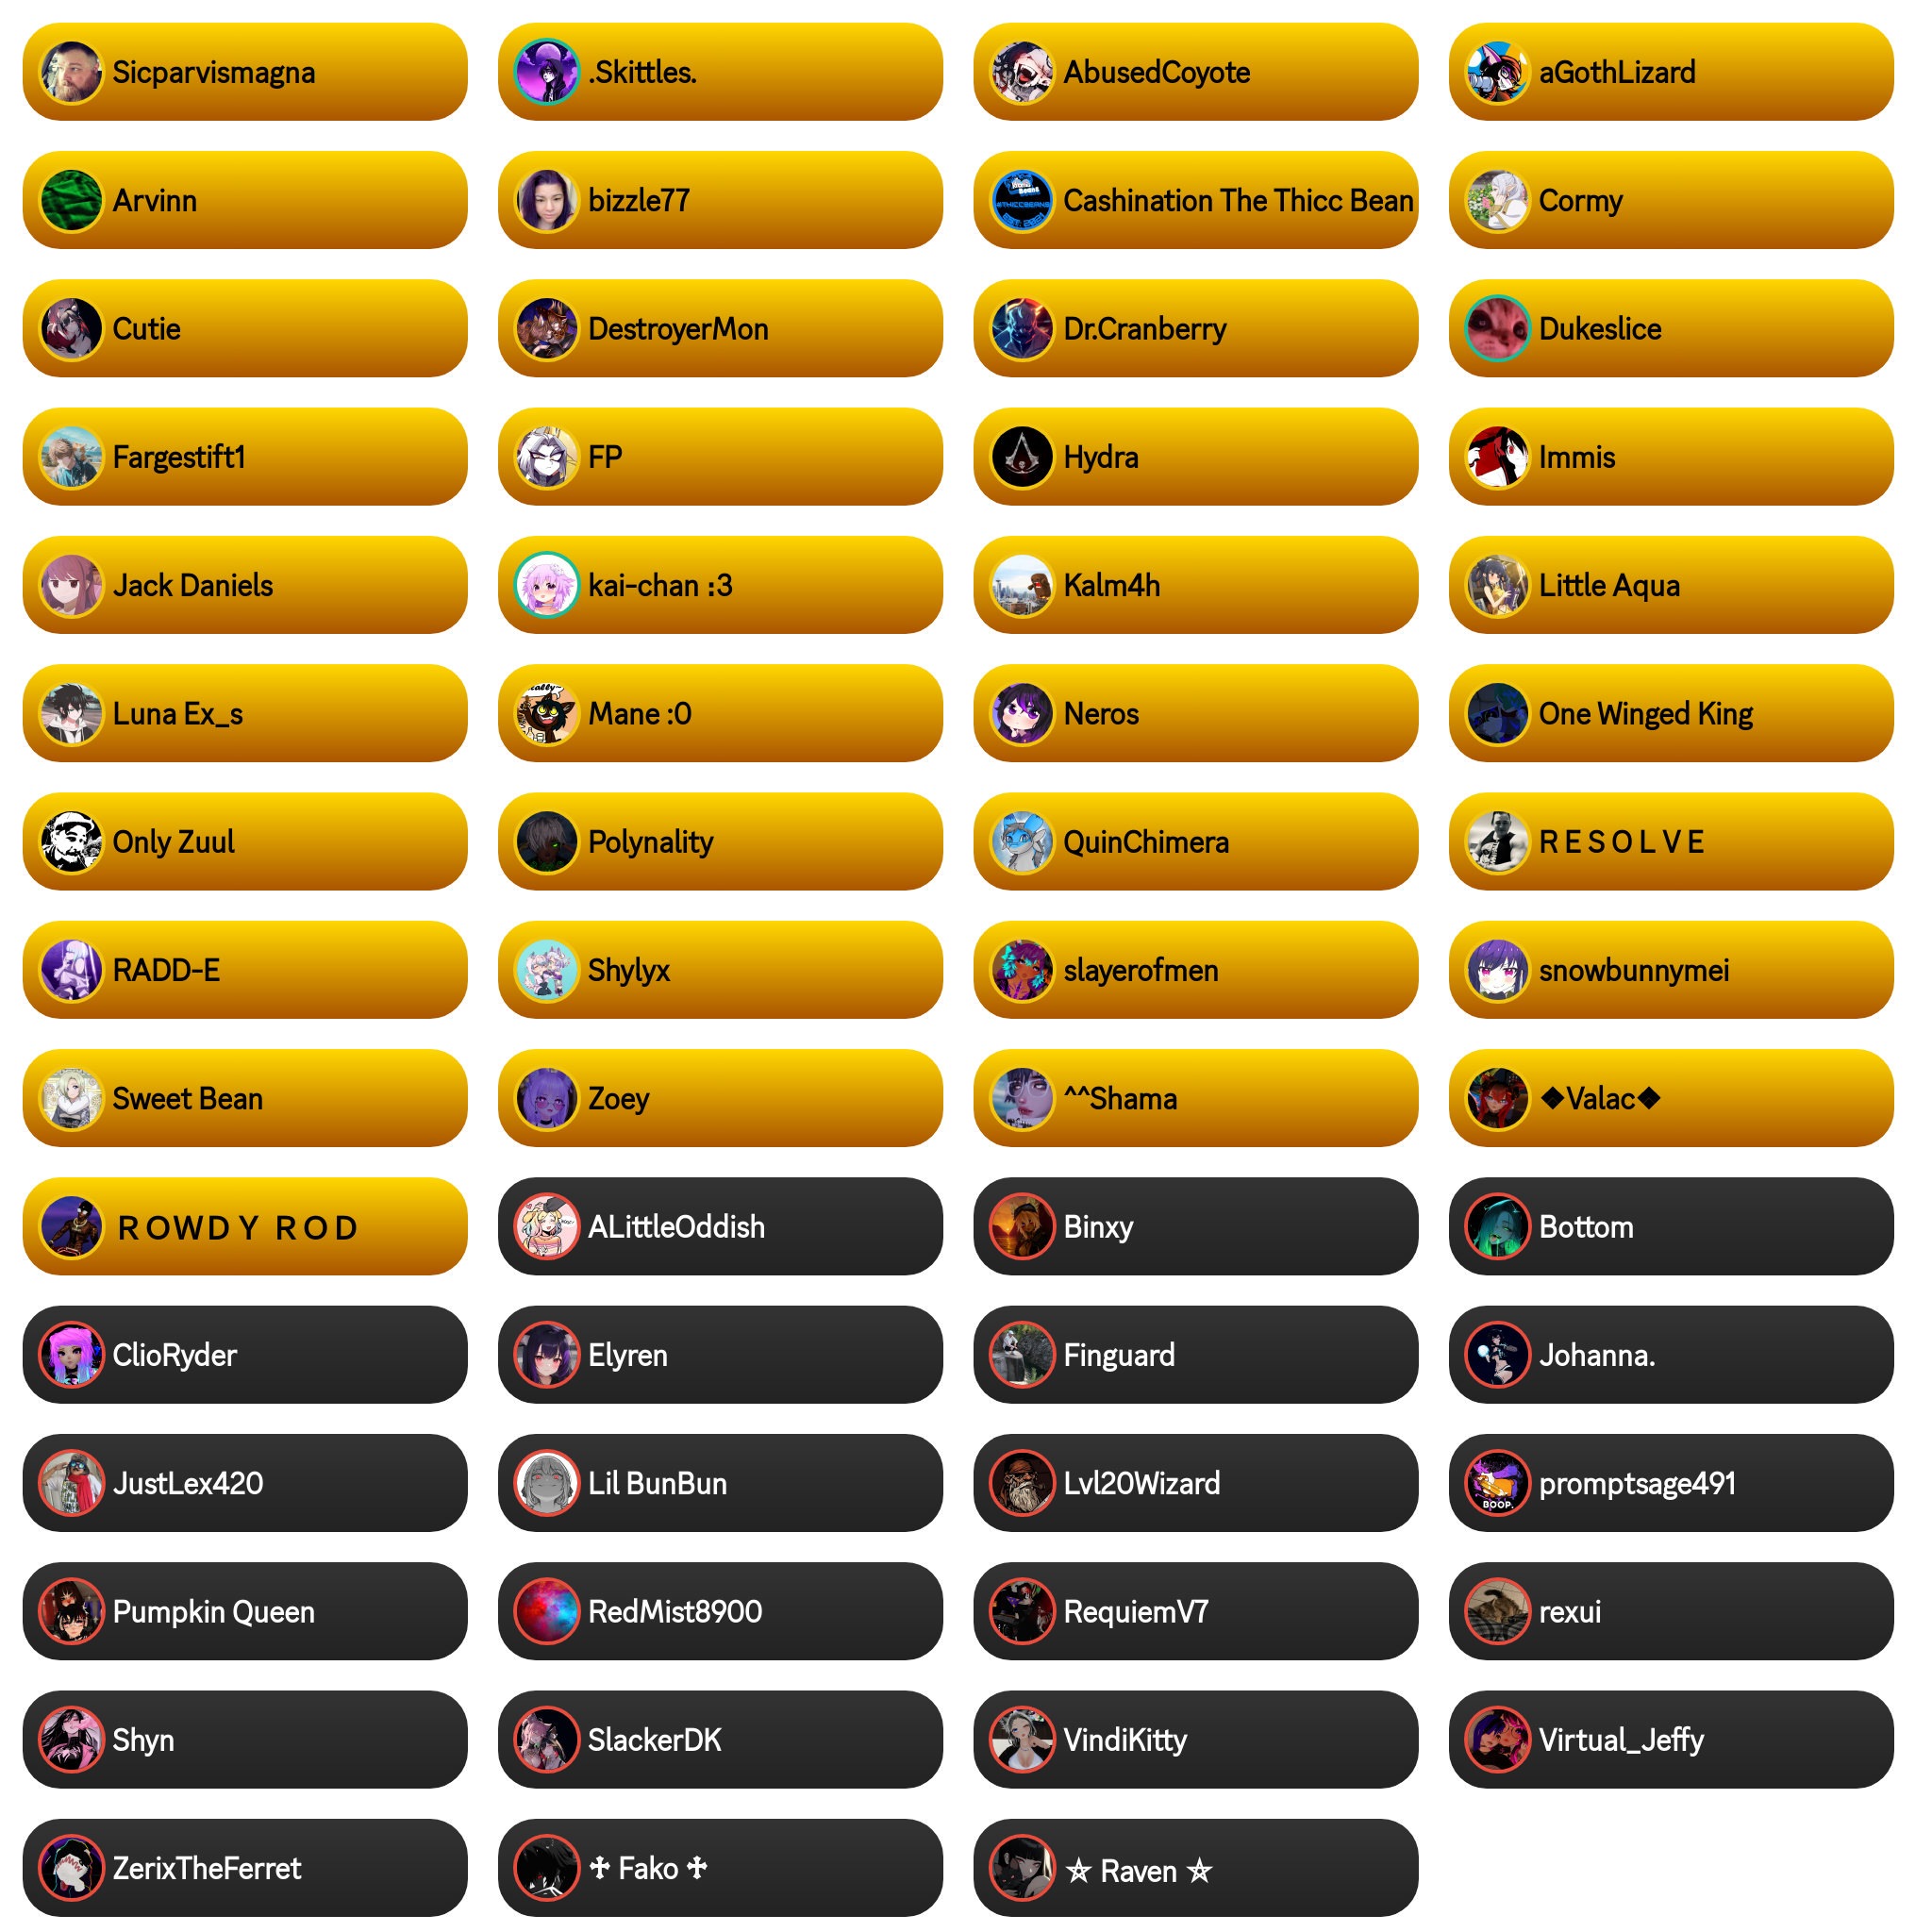 Sicparvismagna
.Skittles.
AbusedCoyote
aGothLizard
Arvinn
bizzle77
#THICCBEANS
Cashination The Thicc Bean
Cormy
Cutie
DestroyerMon
Dr.Cranberry
Dukeslice
Fargestift1
FP
Hydra
Immis
Jack Daniels
kai-chan :3
Kalm4h
Little Aqua
Luna Ex_s
Mane :0
Neros
One Winged King
Only Zuul
Polynality
QuinChimera
R E S O L V E
RADD-E
Shylyx
slayerofmen
snowbunnymei
Sweet Bean
Zoey
^^Shama
❖Valac❖
ＲＯＷＤＹ ＲＯＤ
ALittleOddish
Binxy
Bottom
ClioRyder
Elyren
Finguard
Johanna.
JustLex420
Lil BunBun
Lvl20Wizard
BOOP.
promptsage491
Pumpkin Queen
RedMist8900
RequiemV7
rexui
Shyn
SlackerDK
VindiKitty
Virtual_Jeffy
ZerixTheFerret
♱ Fako ♱
⛧ Raven ⛧